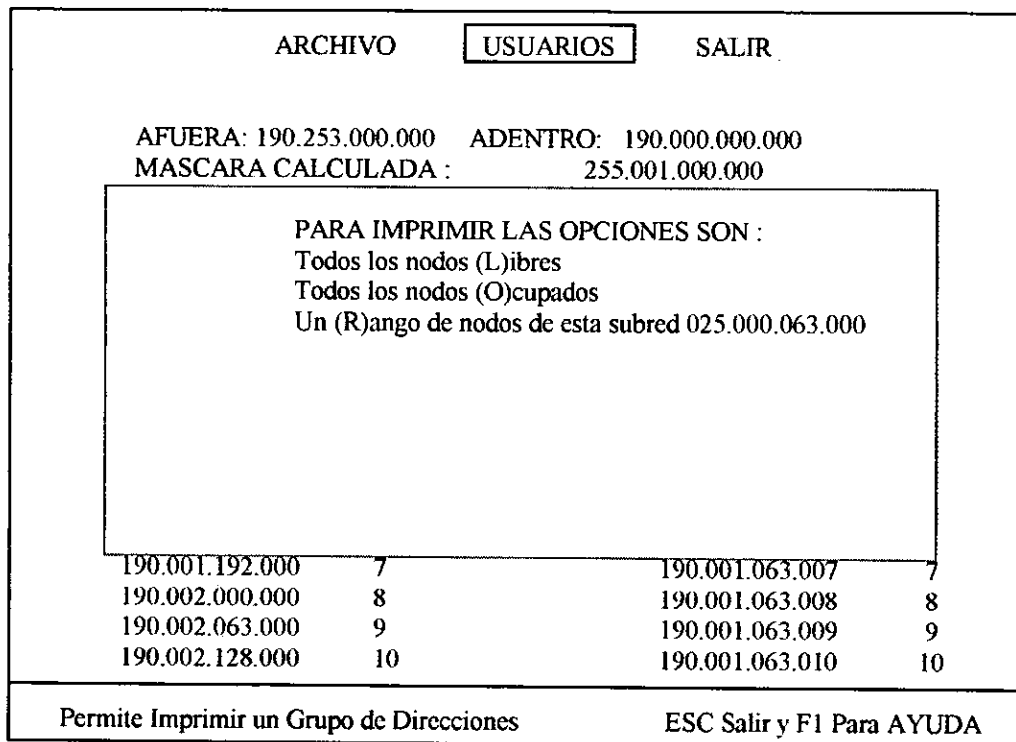 ARCHIVO USUARIOS SALIR
AFUERA: 190.253.000.000 ADENTRO: 190.000.000.000
MASCARA CALCULADA : 255.001.000.000
PARA IMPRIMIR LAS OPCIONES SON :
Todos los nodos (L)ibres
Todos los nodos (O)cupados
Un (R)ango de nodos de esta subred 025.000.063.000
190.001.192.000 7 190.001.063.007 7
190.002.000.000 8 190.001.063.008 8
190.002.063.000 9 190.001.063.009 9
190.002.128.000 10 190.001.063.010 10
Permite Imprimir un Grupo de Direcciones ESC Salir y F1 Para AYUDA